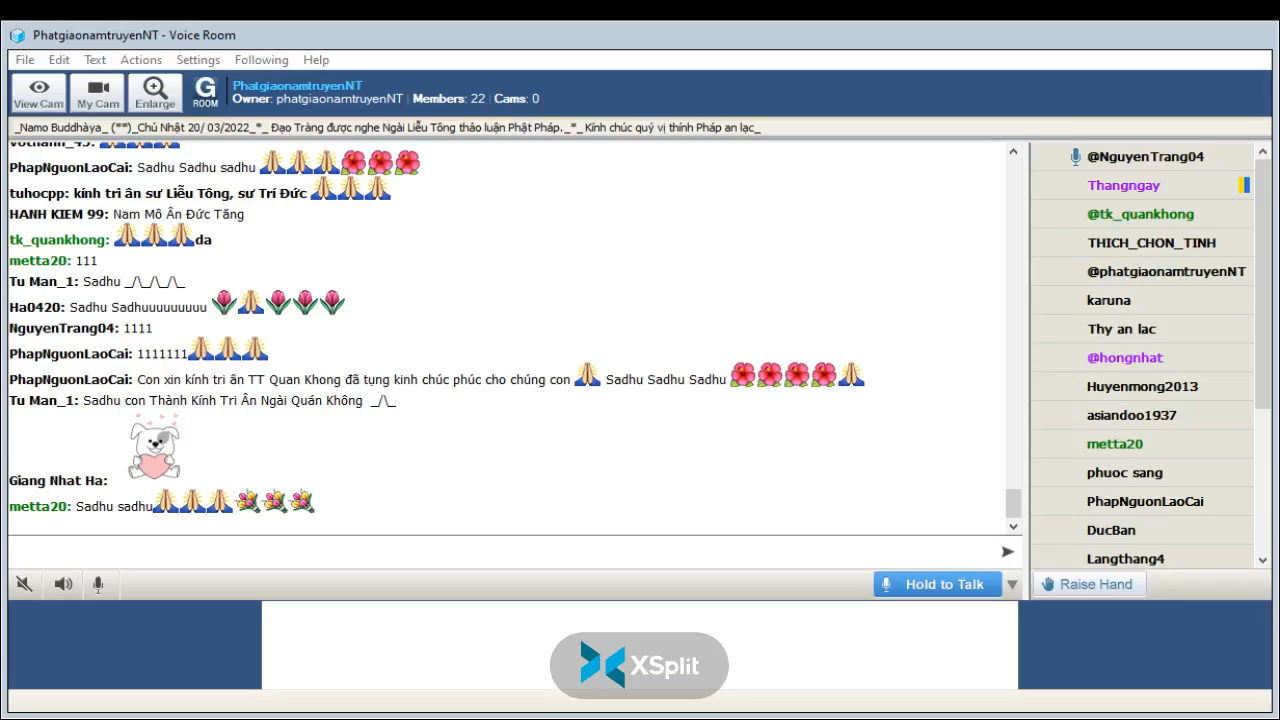 PhatgiaonamtruyenNT - Voice Room
File Edit Text Actions Settings Following Help
View Cam
My Cam
Enlarge
G ROOM
PhatgiaonamtruyenNT
Owner: phatgiaonamtruyenNT | Members: 22 | Cams: 0
_Namo Buddhàya_ (**)_Chủ Nhật 20/ 03/2022_*_ Đạo Tràng được nghe Ngài Liễu Tông thảo luận Phật Pháp._*_ Kính chúc quý vị thính Pháp an lạc_
PhapNguonLaoCai: Sadhu Sadhu sadhu
tuhocpp: kính tri ân sư Liễu Tông, sư Trí Đức
HANH KIEM 99: Nam Mô Ân Đức Tăng
tk_quankhong: da
metta20: 111
Tu Man_1: Sadhu _/\_/\_/\_
Ha0420: Sadhu Sadhuuuuuuuuu
NguyenTrang04: 1111
PhapNguonLaoCai: 1111111
PhapNguonLaoCai: Con xin kính tri ân TT Quan Khong đã tụng kinh chúc phúc cho chúng con Sadhu Sadhu Sadhu
Tu Man_1: Sadhu con Thành Kính Tri Ân Ngài Quán Không _/\_
Giang Nhat Ha:
metta20: Sadhu sadhu
Hold to Talk
@NguyenTrang04
Thangngay
@tk_quankhong
THICH_CHON_TINH
@phatgiaonamtruyenNT
karuna
Thy an lac
@hongnhat
Huyenmong2013
asiandoo1937
metta20
phuoc sang
PhapNguonLaoCai
DucBan
Langthang4
Raise Hand
XSplit